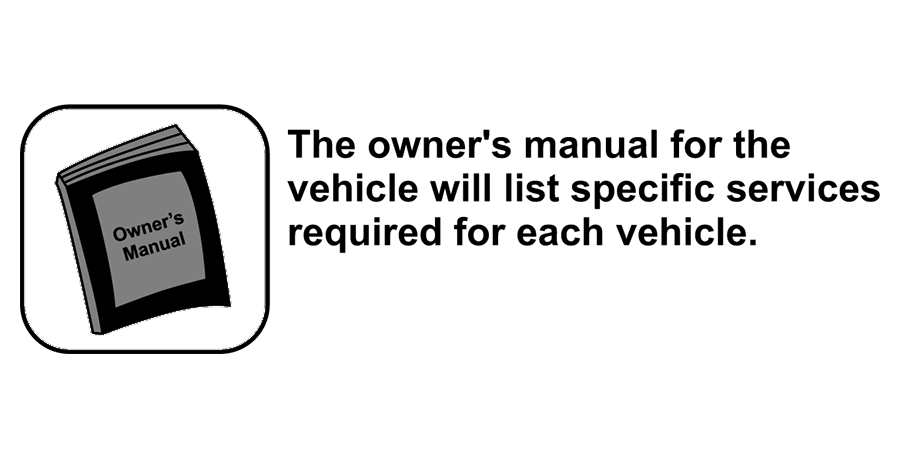 Owner’s
Manual
The owner's manual for the
vehicle will list specific services
required for each vehicle.